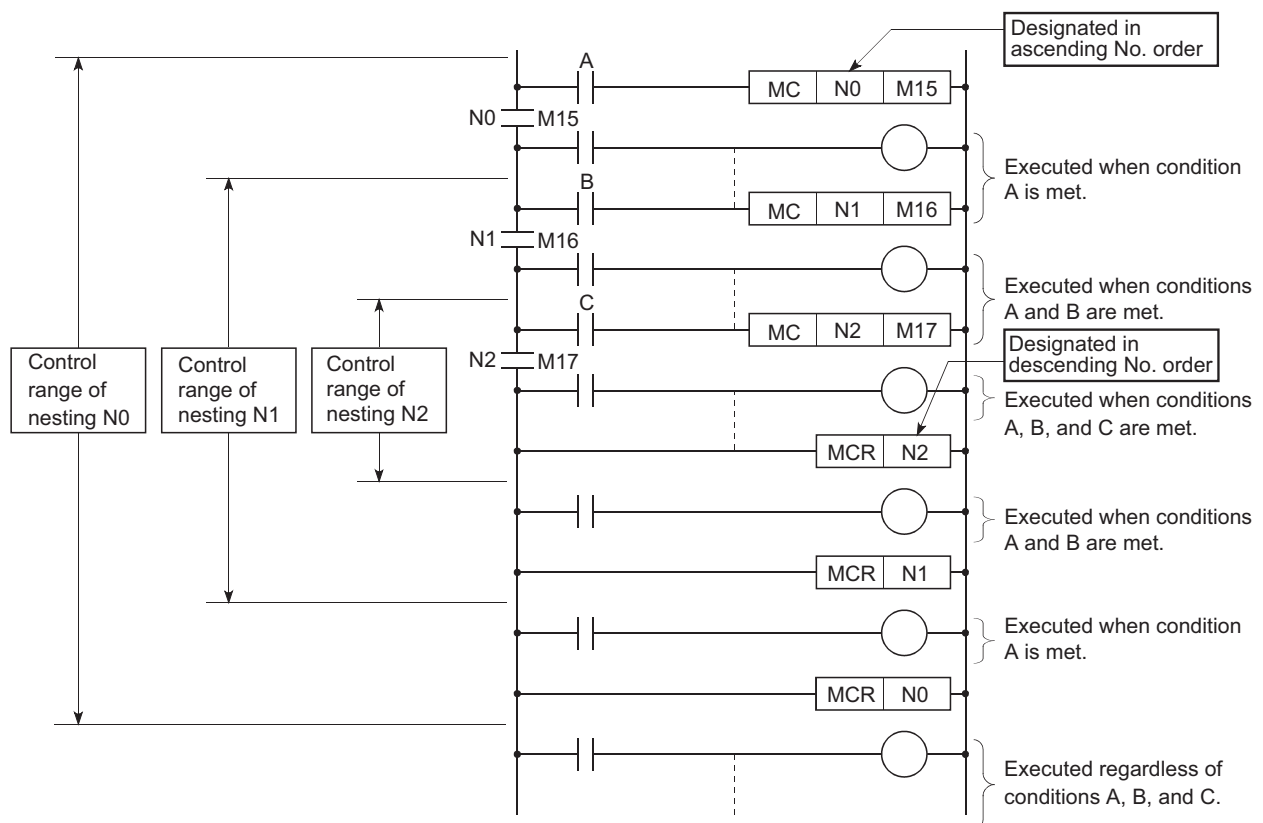 Designated in
ascending No. order
A
MC N0 M15
N0 M15
Executed when condition
A is met.
B
MC N1 M16
N1 M16
Executed when conditions
A and B are met.
C
MC N2 M17
Designated in
descending No. order
N2 M17
Control
range of
nesting N0
Control
range of
nesting N1
Control
range of
nesting N2
Executed when conditions
A, B, and C are met.
MCR N2
Executed when conditions
A and B are met.
MCR N1
Executed when condition
A is met.
MCR N0
Executed regardless of
conditions A, B, and C.